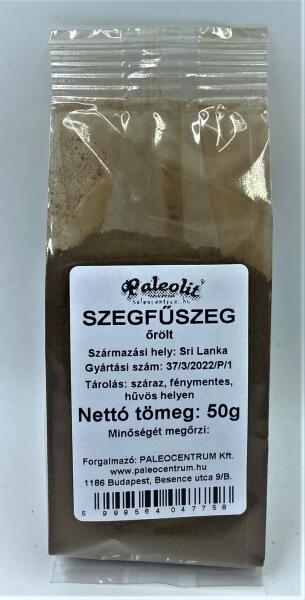 Paleolit
paleocentrum.hu
SZEGFŰSZEG
őrölt
Származási hely: Sri Lanka
Gyártási szám: 37/3/2022/P/1
Tárolás: száraz, fénymentes,
hűvös helyen
Nettó tömeg: 50g
Minőségét megőrzi:
Forgalmazó: PALEOCENTRUM Kft.
www.paleocentrum.hu
1186 Budapest, Besence utca 9/B.
5 999564 047758